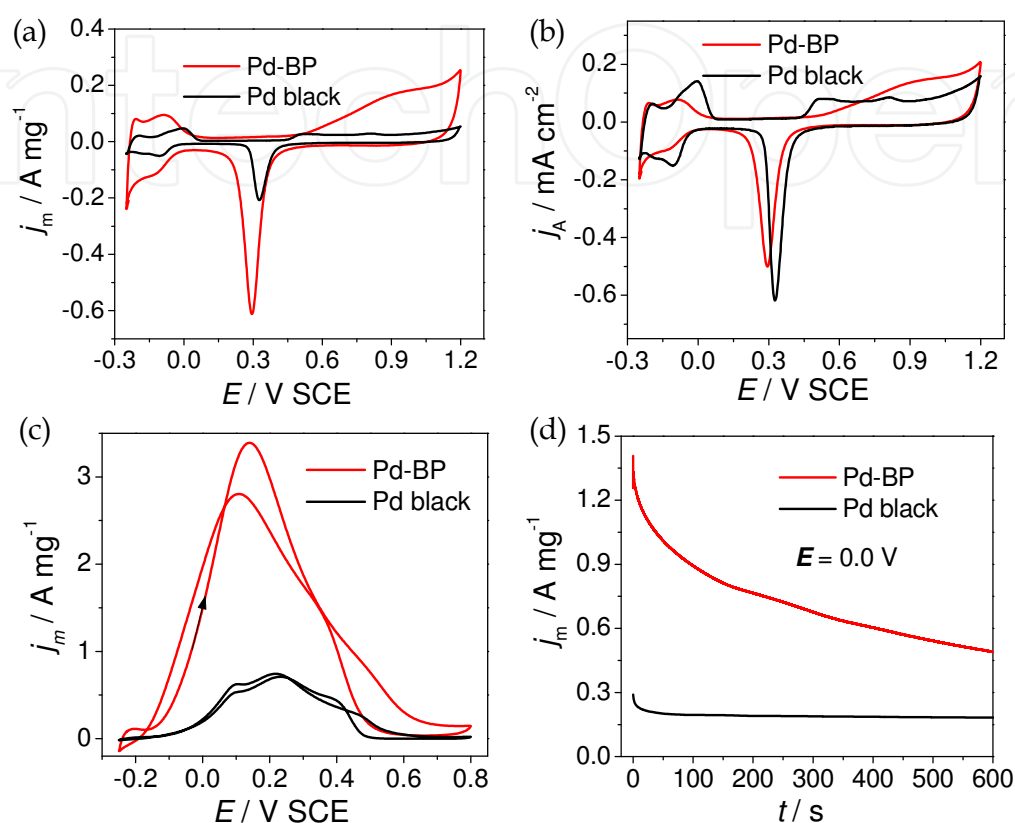 (a)
0.4
0.2
0.0
-0.2
-0.4
-0.6
j_m / A mg^-1
Pd-BP
Pd black
-0.3 0.0 0.3 0.6 0.9 1.2
E / V SCE
(b)
0.4
0.2
0.0
-0.2
-0.4
-0.6
j_A / mA cm^-2
Pd-BP
Pd black
-0.3 0.0 0.3 0.6 0.9 1.2
E / V SCE
(c)
3
2
1
0
j_m / A mg^-1
Pd-BP
Pd black
-0.2 0.0 0.2 0.4 0.6 0.8
E / V SCE
(d)
1.5
1.2
0.9
0.6
0.3
0.0
j_m / A mg^-1
Pd-BP
Pd black
E = 0.0 V
0 100 200 300 400 500 600
t / s